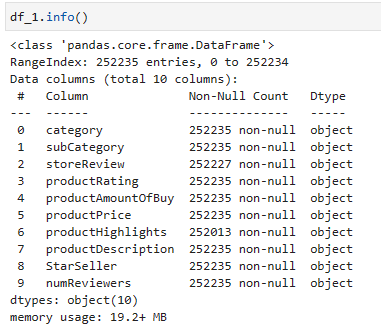 df_1.info()
<class 'pandas.core.frame.DataFrame'>
RangeIndex: 252235 entries, 0 to 252234
Data columns (total 10 columns):
 #   Column              Non-Null Count   Dtype
---  ------              --------------   -----
 0   category            252235 non-null  object
 1   subCategory         252235 non-null  object
 2   storeReview         252227 non-null  object
 3   productRating       252235 non-null  object
 4   productAmountOfBuy  252235 non-null  object
 5   productPrice        252235 non-null  object
 6   productHighlights   252013 non-null  object
 7   productDescription  252235 non-null  object
 8   StarSeller          252235 non-null  object
 9   numReviewers        252235 non-null  object
dtypes: object(10)
memory usage: 19.2+ MB